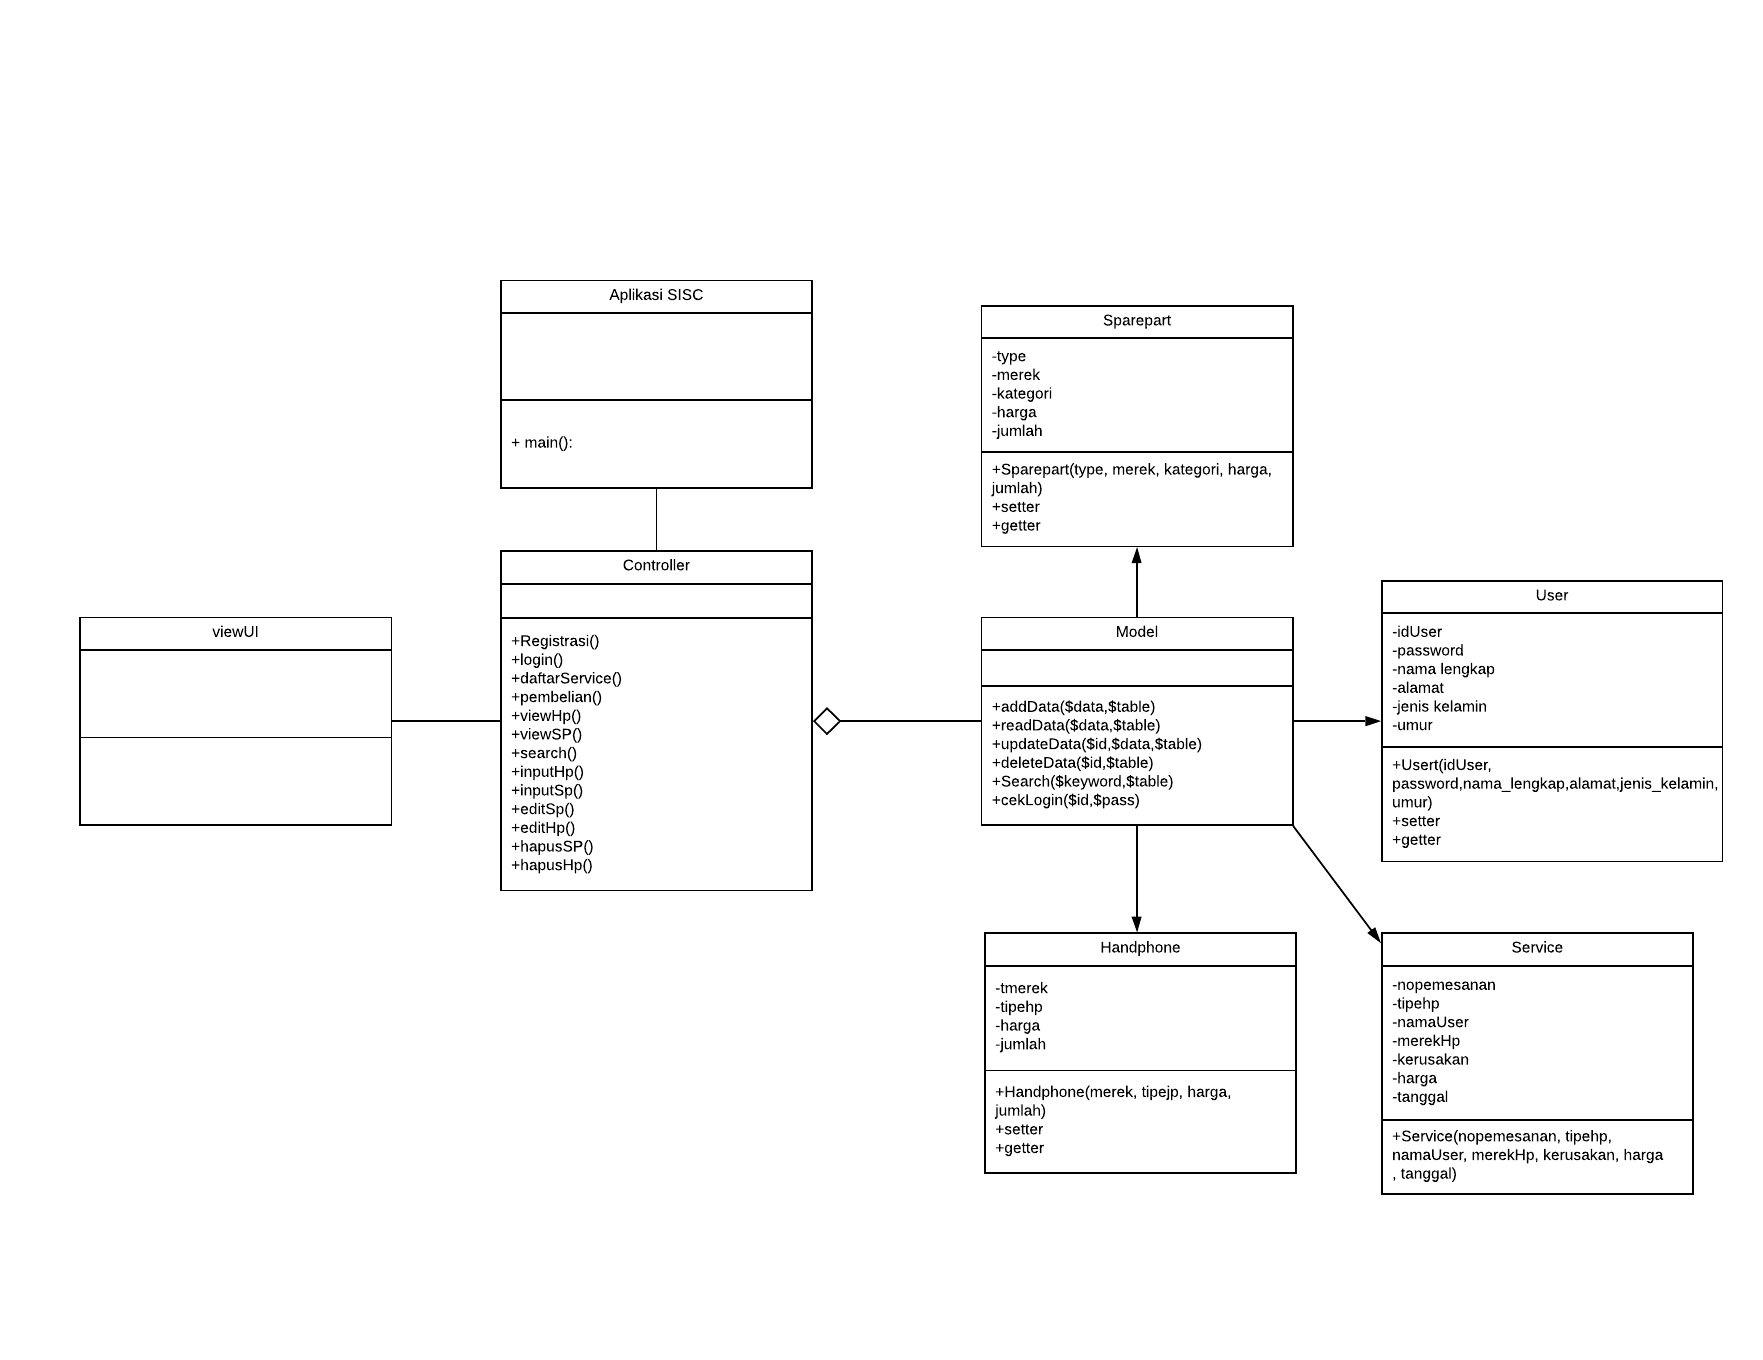 Aplikasi SISC
+ main():
Sparepart
-type
-merek
-kategori
-harga
-jumlah
+Sparepart(type, merek, kategori, harga,
jumlah)
+setter
+getter
viewUI
Controller
+Registrasi()
+login()
+daftarService()
+pembelian()
+viewHp()
+viewSP()
+search()
+inputHp()
+inputSp()
+editSp()
+editHp()
+hapusSP()
+hapusHp()
Model
+addData($data,$table)
+readData($data,$table)
+updateData($id,$data,$table)
+deleteData($id,$table)
+Search($keyword,$table)
+cekLogin($id,$pass)
User
-idUser
-password
-nama lengkap
-alamat
-jenis kelamin
-umur
+Usert(idUser,
password,nama_lengkap,alamat,jenis_kelamin,
umur)
+setter
+getter
Handphone
-tmerek
-tipehp
-harga
-jumlah
+Handphone(merek, tipejp, harga,
jumlah)
+setter
+getter
Service
-nopemesanan
-tipehp
-namaUser
-merekHp
-kerusakan
-harga
-tanggal
+Service(nopemesanan, tipehp,
namaUser, merekHp, kerusakan, harga
, tanggal)